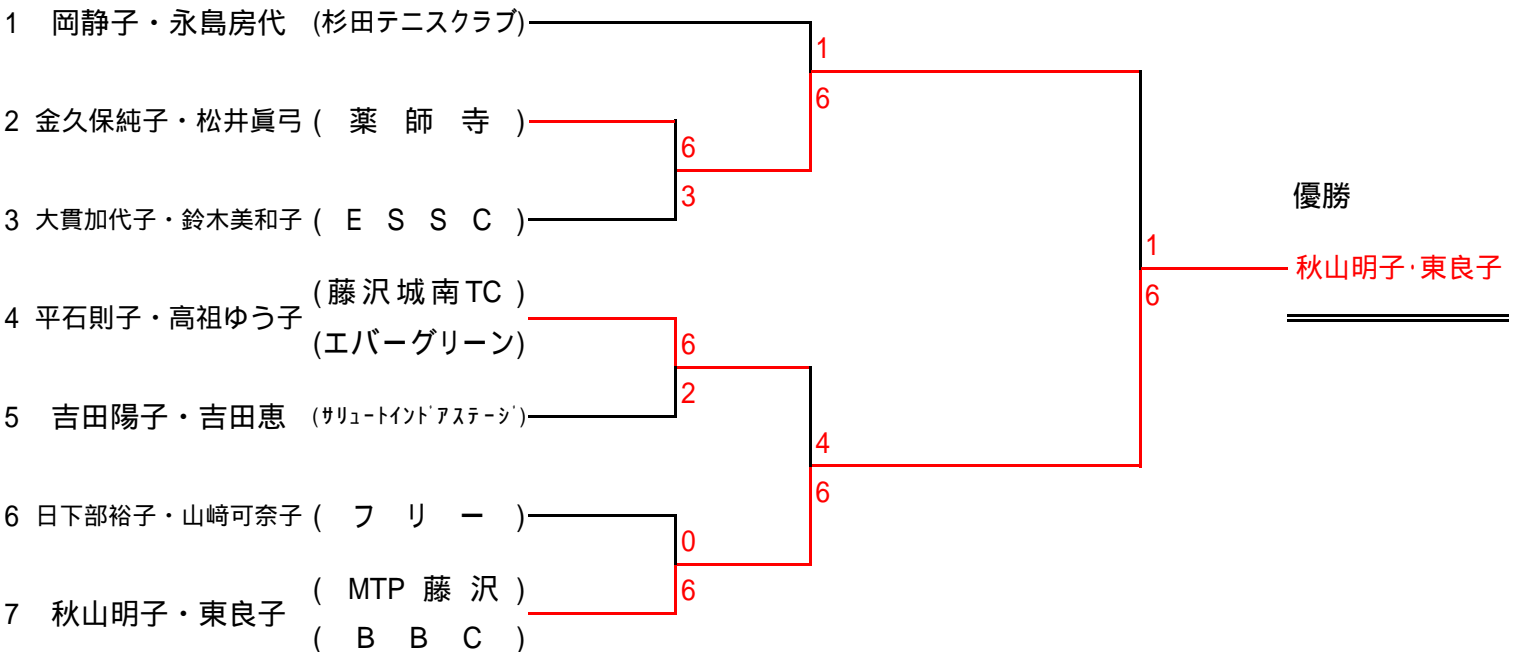 1 岡静子・永島房代 (杉田テニスクラブ)
1
6
2 金久保純子・松井眞弓 ( 薬 師 寺 )
6
3
3 大貫加代子・鈴木美和子 ( E S S C )
優勝
1
6
秋山明子・東良子
4 平石則子・高祖ゆう子 (藤沢城南TC )
(エバーグリーン)
6
2
5 吉田陽子・吉田恵 (ｻﾘｭｰﾄｲﾝﾄﾞｱｽﾃｰｼﾞ)
4
6
6 日下部裕子・山﨑可奈子 ( フ リ ー )
0
6
7 秋山明子・東良子 ( MTP 藤 沢 )
( B B C )